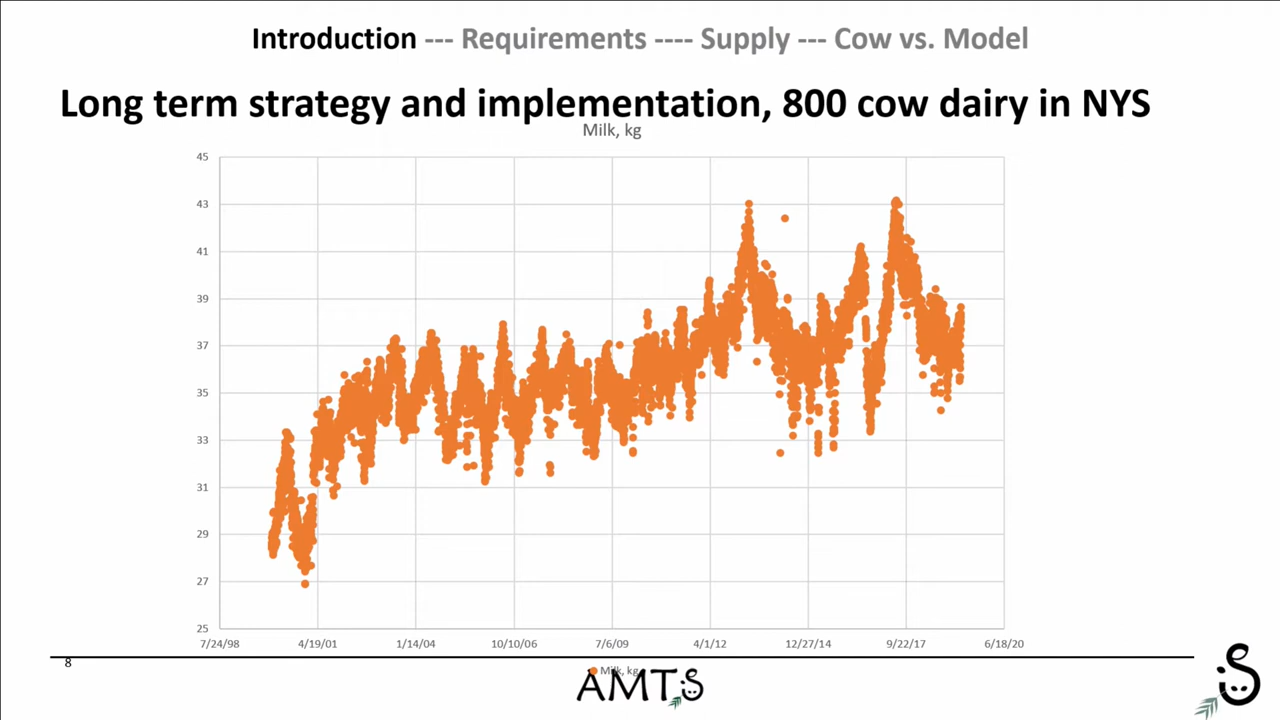 Introduction --- Requirements ---- Supply --- Cow vs. Model
Long term strategy and implementation, 800 cow dairy in NYS
Milk, kg
45
43
41
39
37
35
33
31
29
27
25
7/24/98 4/19/01 1/14/04 10/10/06 7/6/09 4/1/12 12/27/14 9/22/17 6/18/20
8
Milk, kg
AMTS
S